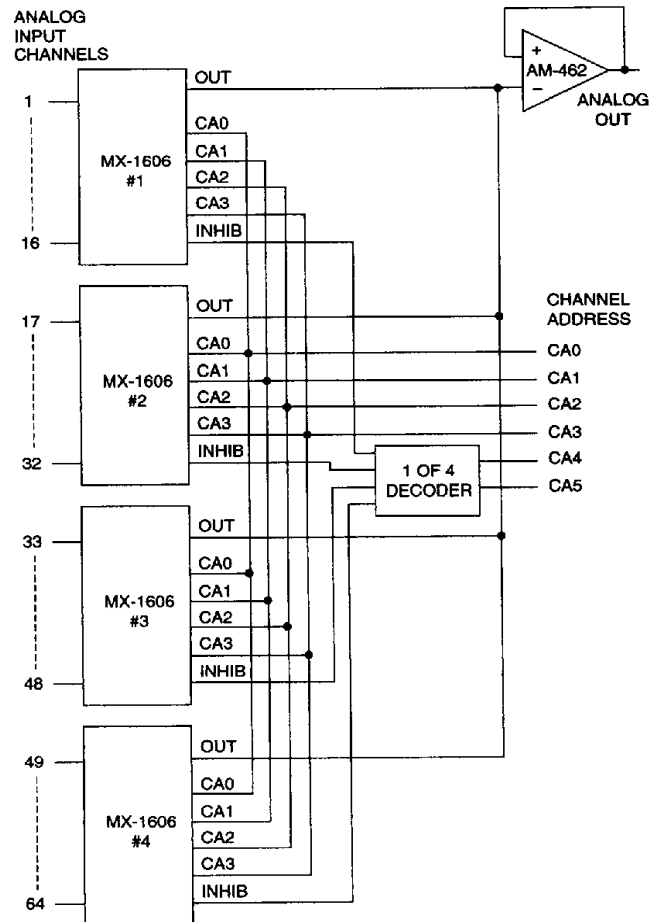 ANALOG
INPUT
CHANNELS
1
16
MX-1606
#1
OUT
CA0
CA1
CA2
CA3
INHIB
+
AM-462
−
ANALOG
OUT
17
32
MX-1606
#2
OUT
CA0
CA1
CA2
CA3
INHIB
CHANNEL
ADDRESS
CA0
CA1
CA2
CA3
CA4
CA5
1 OF 4
DECODER
33
48
MX-1606
#3
OUT
CA0
CA1
CA2
CA3
INHIB
49
64
MX-1606
#4
OUT
CA0
CA1
CA2
CA3
INHIB